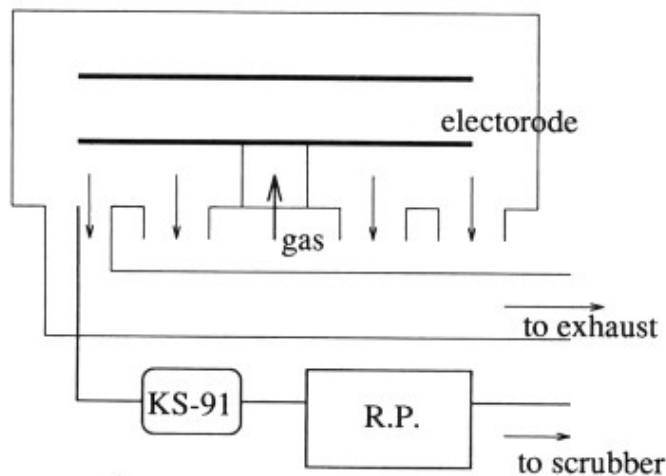 electorode
gas
to exhaust
KS-91
R.P.
to scrubber